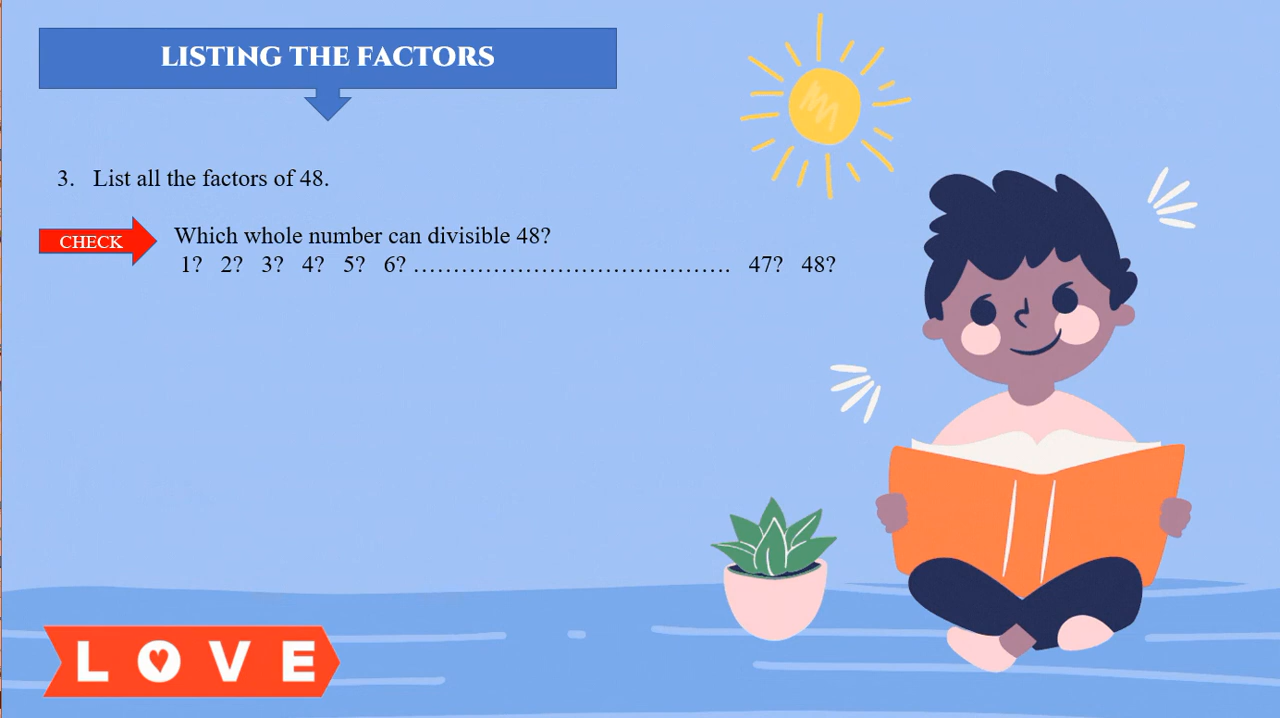 LISTING THE FACTORS
3. List all the factors of 48.
CHECK
Which whole number can divisible 48?
1? 2? 3? 4? 5? 6? ........................................ 47? 48?
LOVE